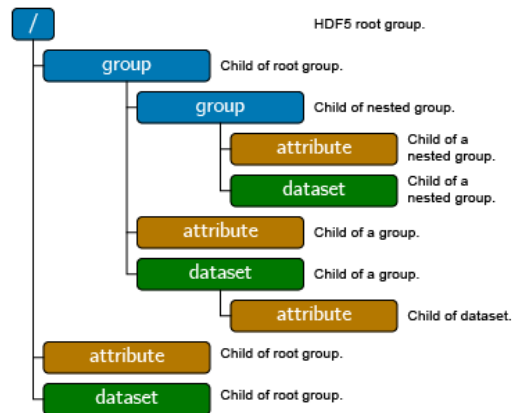 / HDF5 root group.
group Child of root group.
group Child of nested group.
attribute Child of a
nested group.
dataset Child of a
nested group.
attribute Child of a group.
dataset Child of a group.
attribute Child of dataset.
attribute Child of root group.
dataset Child of root group.